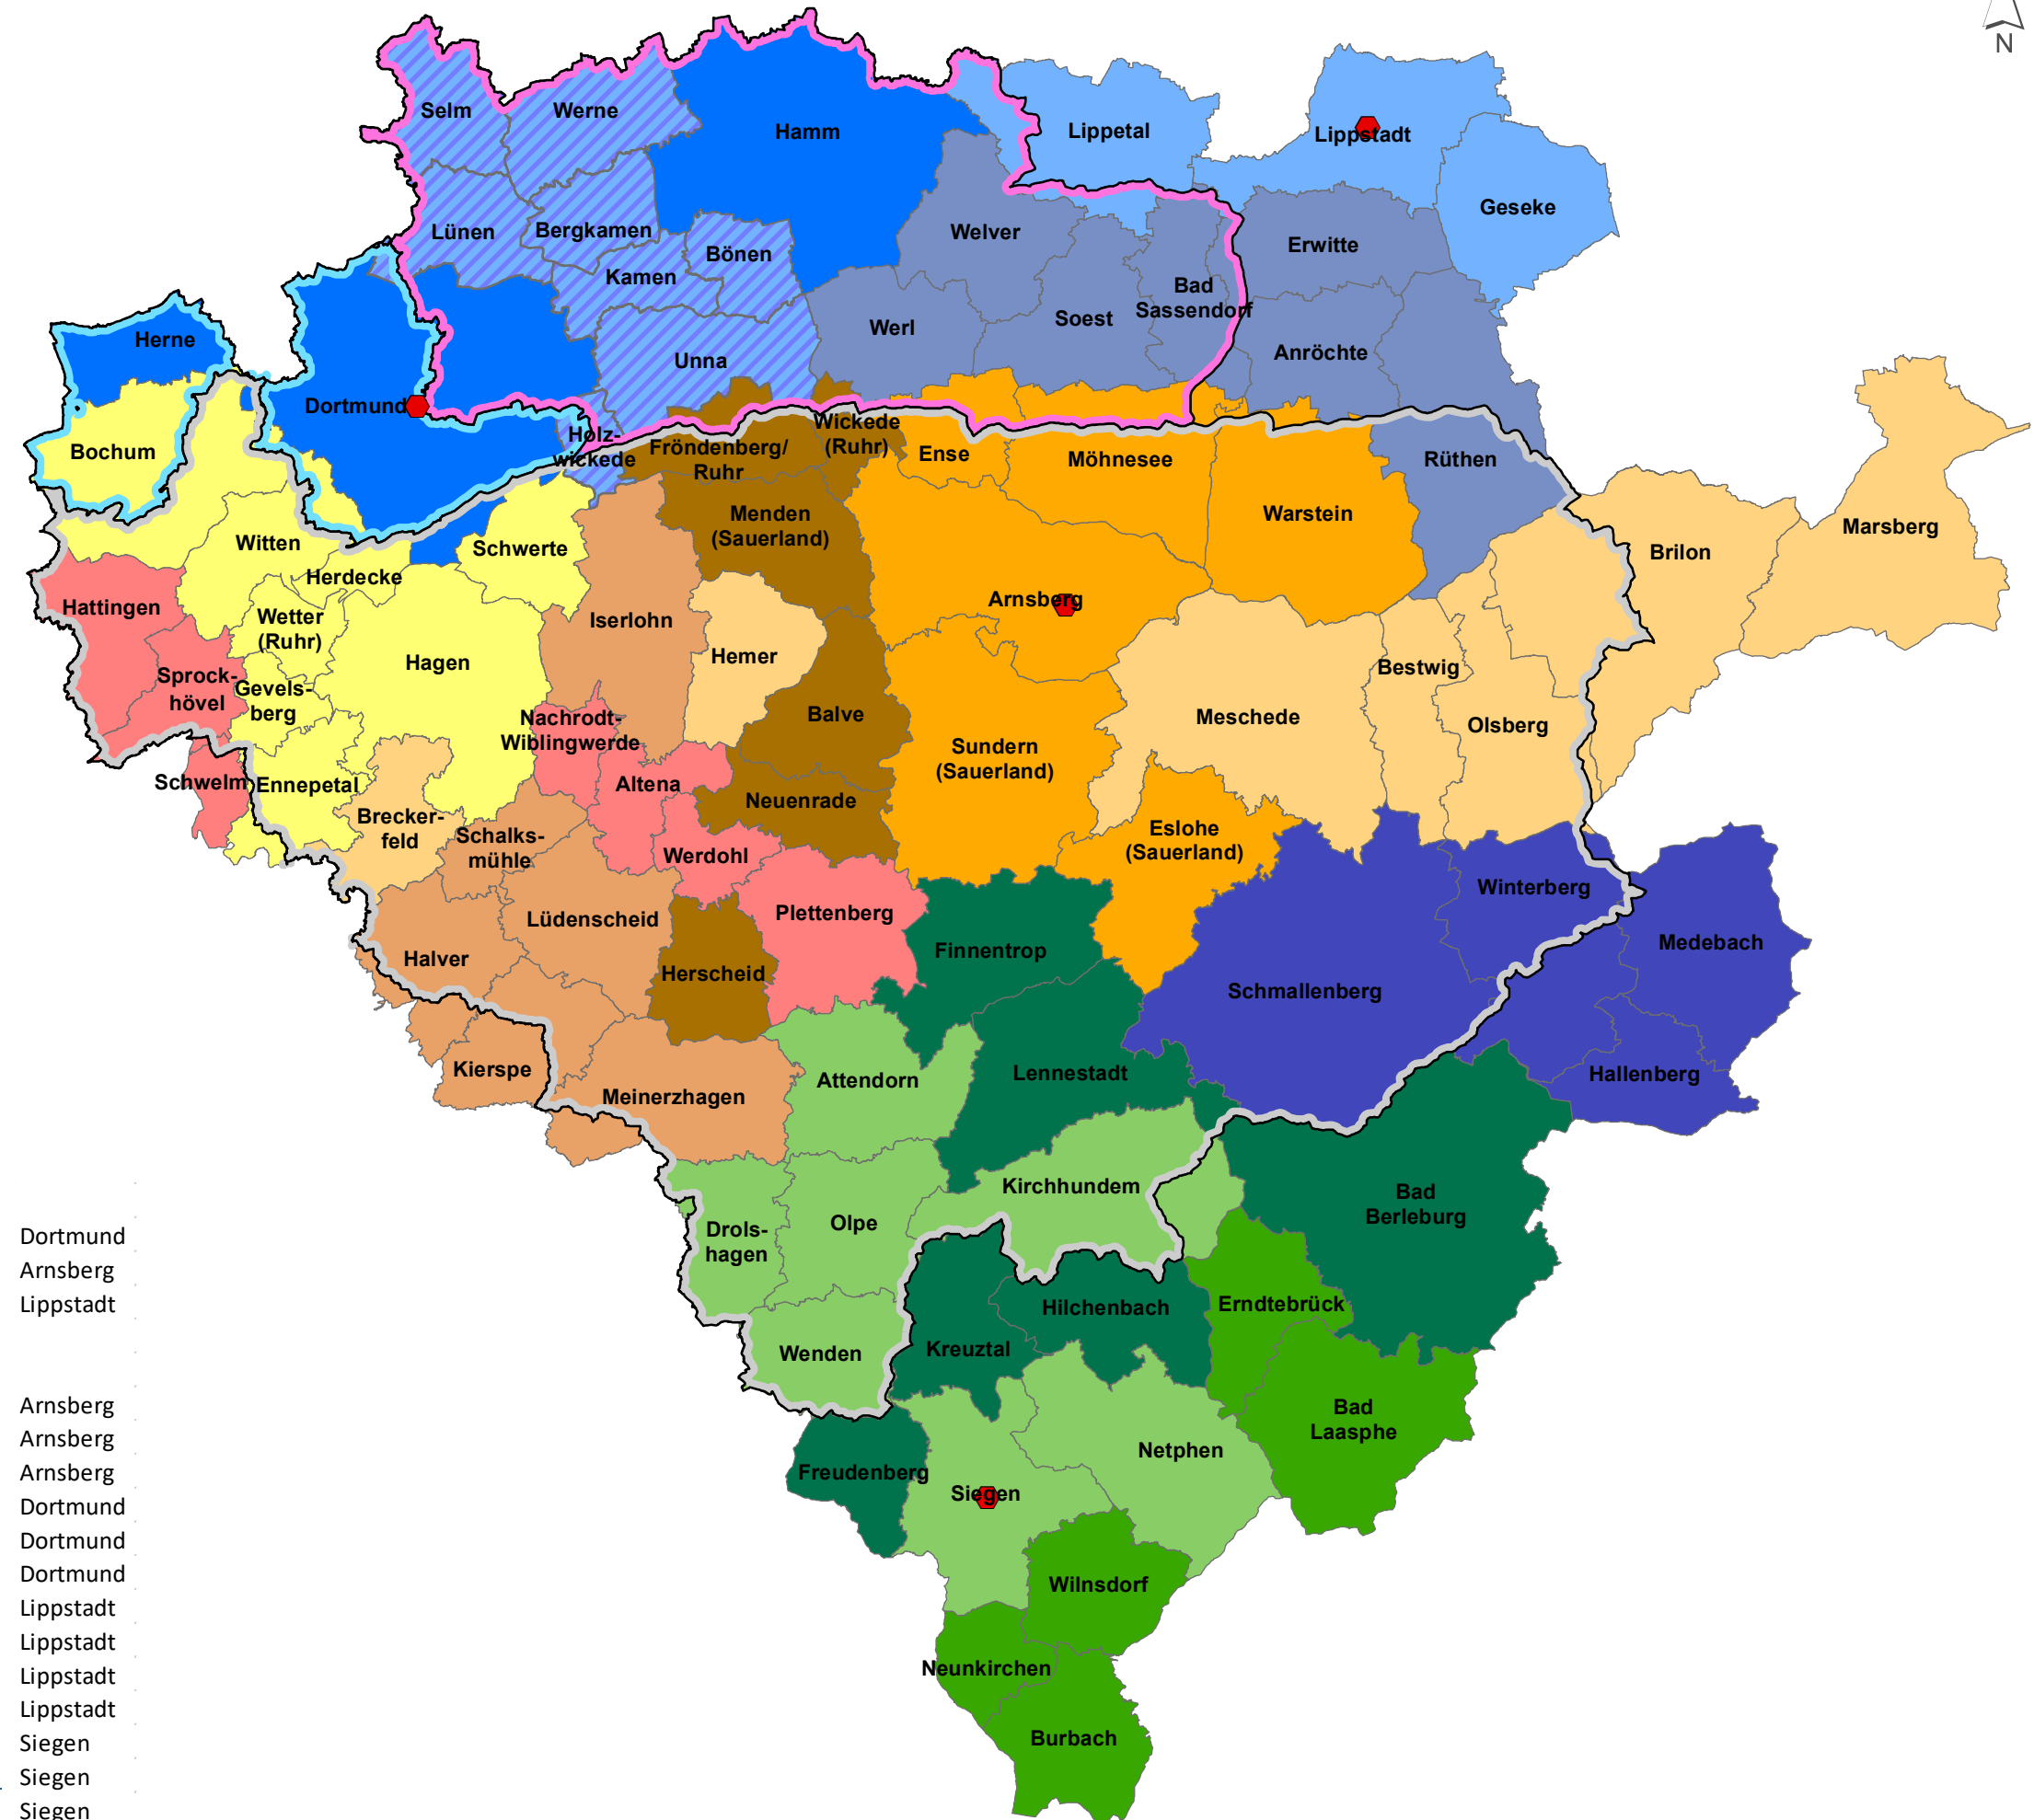 N
Selm
Werne
Hamm
Lippetal
Lippstadt
Geseke
Lünen
Bergkamen
Bönen
Kamen
Welver
Erwitte
Bad
Sassendorf
Soest
Werl
Unna
Anröchte
Herne
Dortmund
Bochum
Holz-
wickede
Fröndenberg/
Ruhr
Wickede
(Ruhr)
Ense
Möhnesee
Rüthen
Warstein
Brilon
Marsberg
Menden
(Sauerland)
Schwerte
Witten
Herdecke
Hattingen
Wetter
(Ruhr)
Iserlohn
Arnsberg
Hemer
Hagen
Sprock-
hövel
Gevels-
berg
Bestwig
Meschede
Olsberg
Balve
Nachrodt-
Wiblingwerde
Sundern
(Sauerland)
Schwelm
Ennepetal
Altena
Neuenrade
Brecker-
feld
Schalks-
mühle
Werdohl
Eslohe
(Sauerland)
Winterberg
Lüdenscheid
Plettenberg
Medebach
Halver
Finnentrop
Herscheid
Schmallenberg
Kierspe
Meinerzhagen
Attendorn
Lennestadt
Hallenberg
Kirchhundem
Bad
Berleburg
Drols-
hagen
Olpe
Hilchenbach
Erndtebrück
Wenden
Kreuztal
Bad
Laasphe
Netphen
Freudenberg
Siegen
Wilnsdorf
Neunkirchen
Burbach
Dortmund
Arnsberg
Lippstadt
Arnsberg
Arnsberg
Arnsberg
Dortmund
Dortmund
Dortmund
Lippstadt
Lippstadt
Lippstadt
Lippstadt
Siegen
Siegen
Siegen